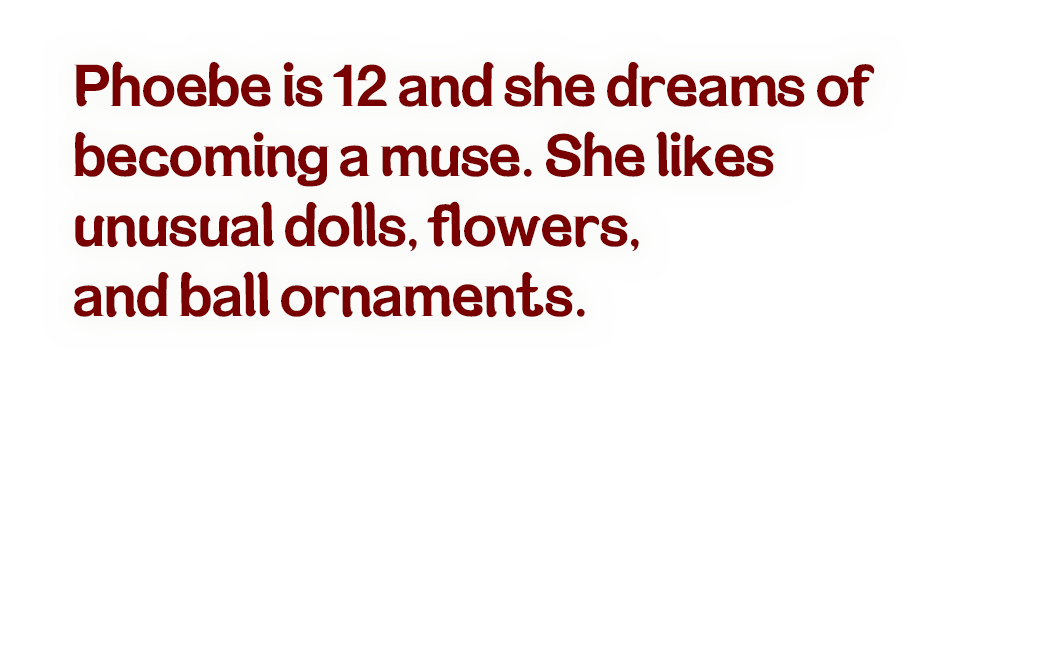 Phoebe is 12 and she dreams of
becoming a muse. She likes
unusual dolls, flowers,
and ball ornaments.